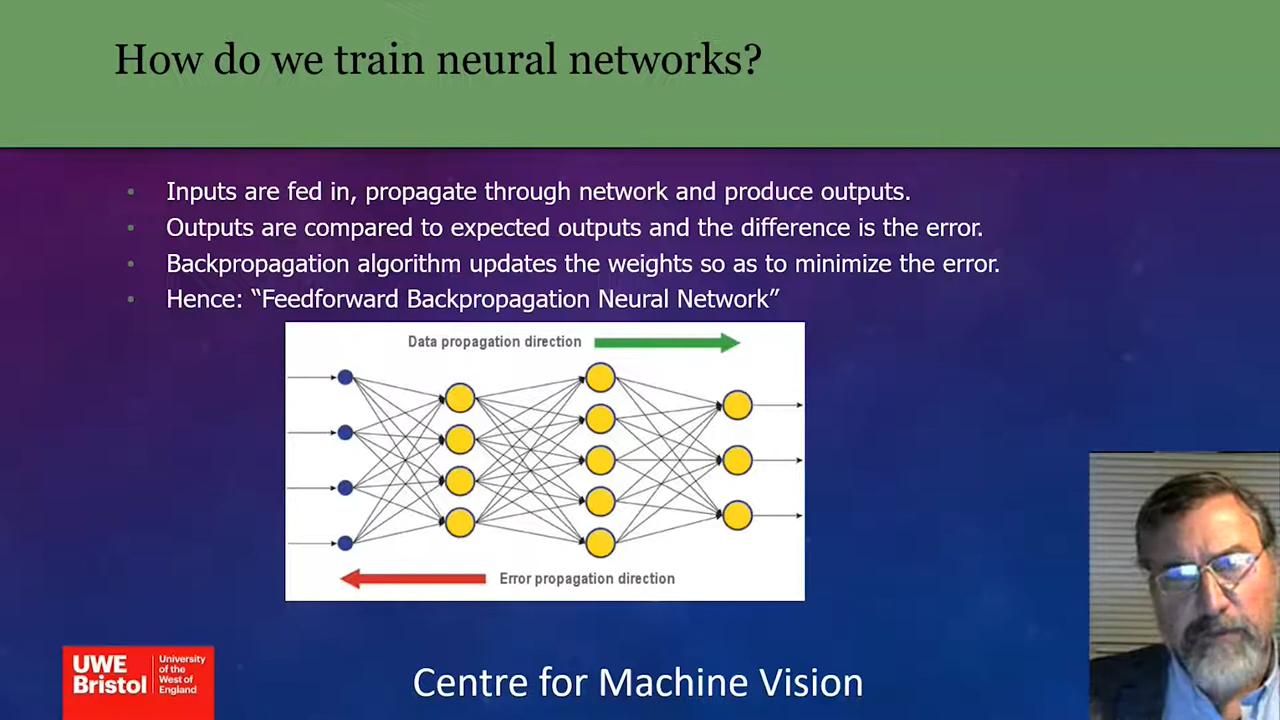 How do we train neural networks?
• Inputs are fed in, propagate through network and produce outputs.
• Outputs are compared to expected outputs and the difference is the error.
• Backpropagation algorithm updates the weights so as to minimize the error.
• Hence: “Feedforward Backpropagation Neural Network”
Data propagation direction
Error propagation direction
UWE
Bristol
University
of the
West of
England
Centre for Machine Vision